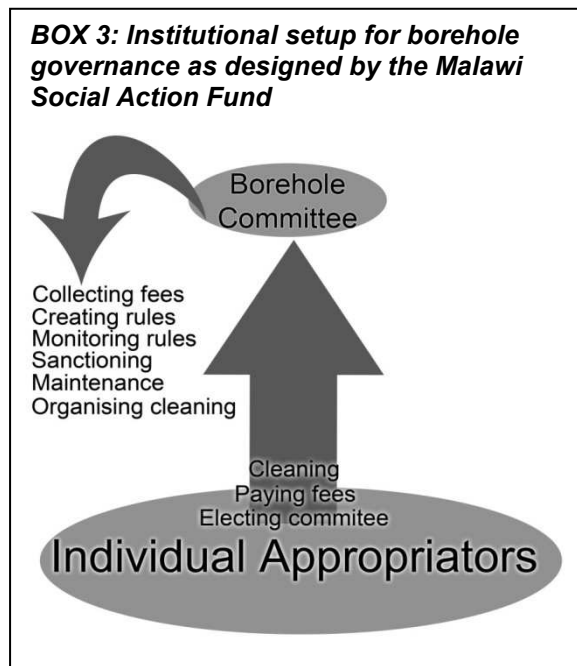 BOX 3: Institutional setup for borehole
governance as designed by the Malawi
Social Action Fund
Borehole
Committee
Collecting fees
Creating rules
Monitoring rules
Sanctioning
Maintenance
Organising cleaning
Cleaning
Paying fees
Electing commitee
Individual Appropriators